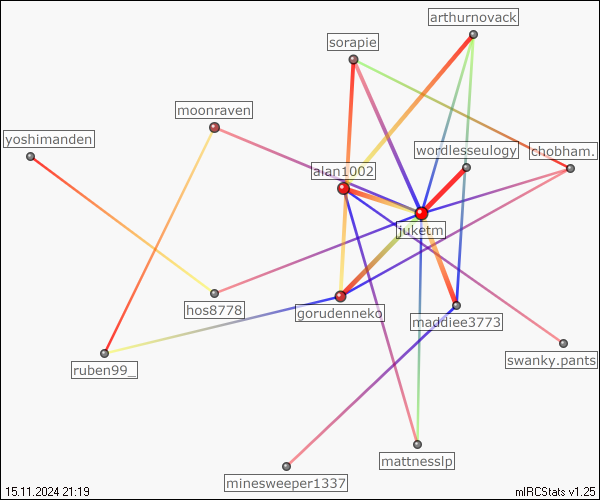 arthurnovack
sorapie
moonraven
yoshimanden
wordlesseulogy
chobham.
alan1002
juketm
hos8778
gorudenneko
maddiee3773
swanky.pants
ruben99_
mattnesslp
minesweeper1337
15.11.2024 21:19
mIRCStats v1.25